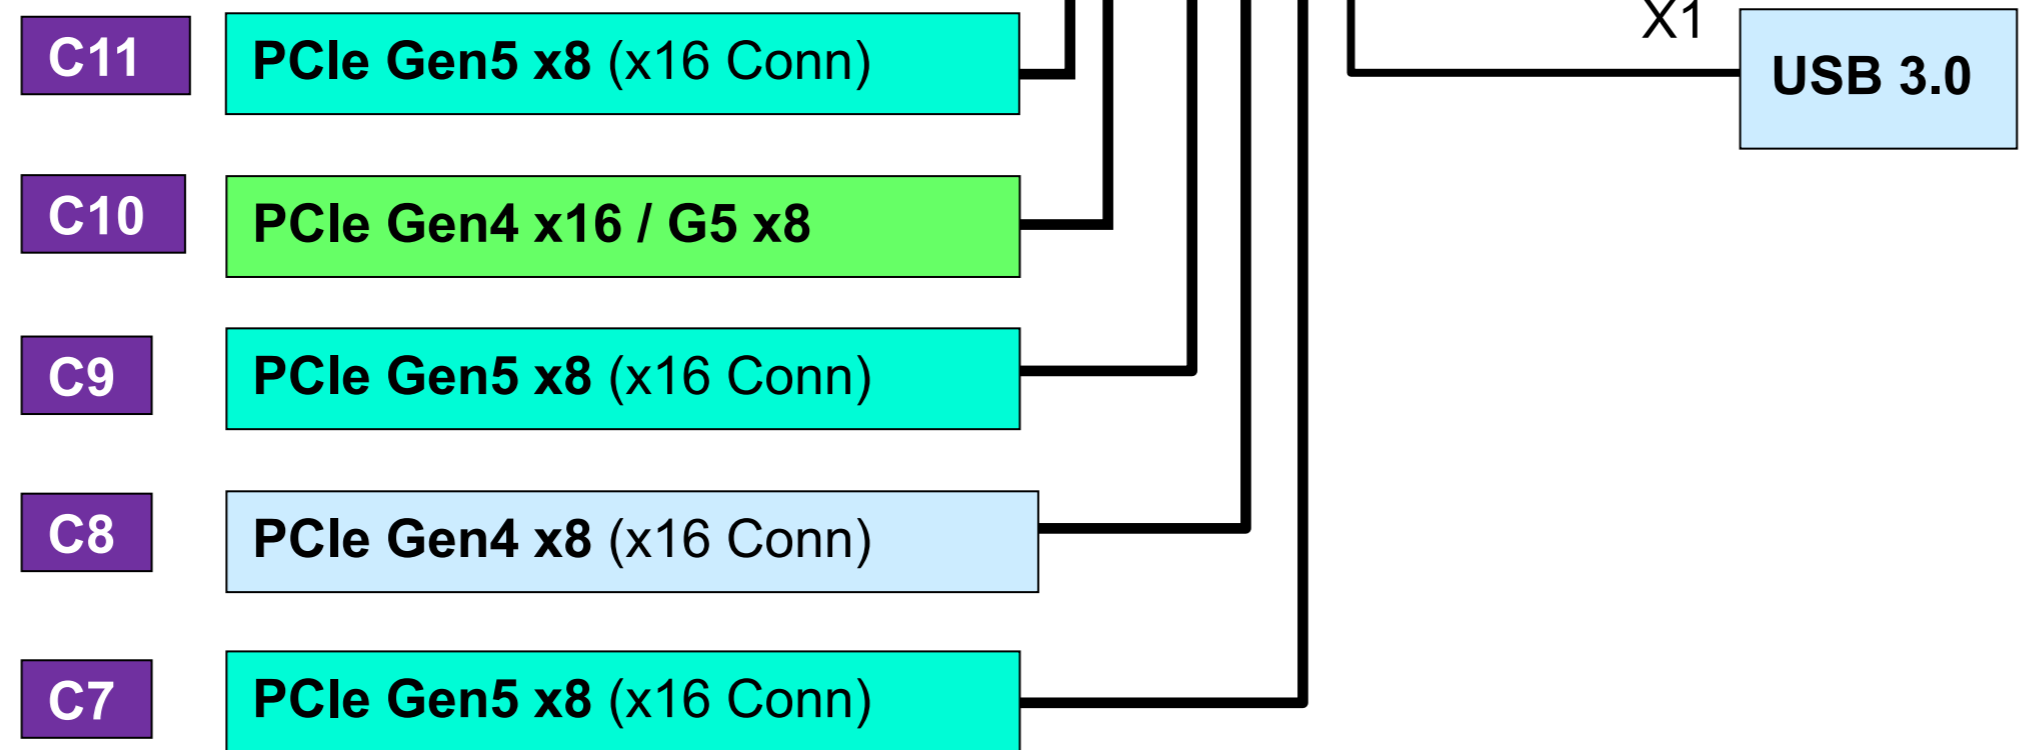 X1
C11 PCIe Gen5 x8 (x16 Conn) USB 3.0
C10 PCIe Gen4 x16 / G5 x8
C9 PCIe Gen5 x8 (x16 Conn)
C8 PCIe Gen4 x8 (x16 Conn)
C7 PCIe Gen5 x8 (x16 Conn)